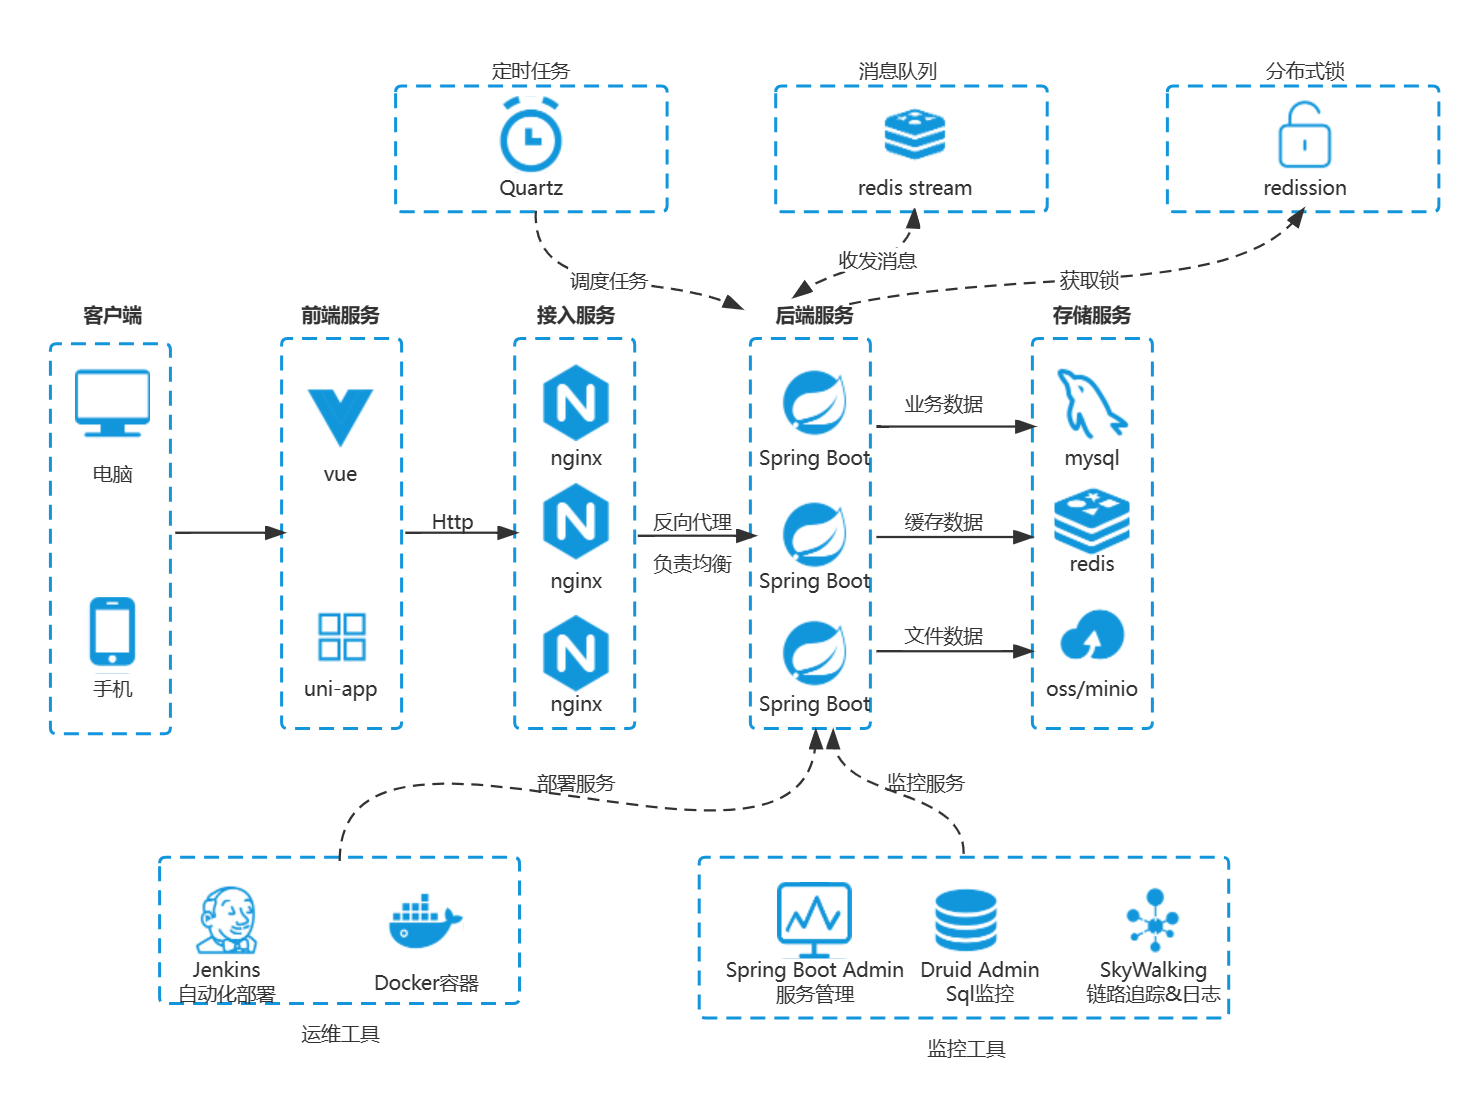 定时任务
消息队列
分布式锁
Quartz
redis stream
redission
调度任务
收发消息
获取锁
客户端
前端服务
接入服务
后端服务
存储服务
电脑
手机
vue
uni-app
Http
nginx
nginx
nginx
反向代理
负责均衡
Spring Boot
Spring Boot
Spring Boot
业务数据
缓存数据
文件数据
mysql
redis
oss/minio
部署服务
监控服务
Jenkins
自动化部署
Docker容器
运维工具
Spring Boot Admin
服务管理
Druid Admin
Sql监控
SkyWalking
链路追踪&日志
监控工具